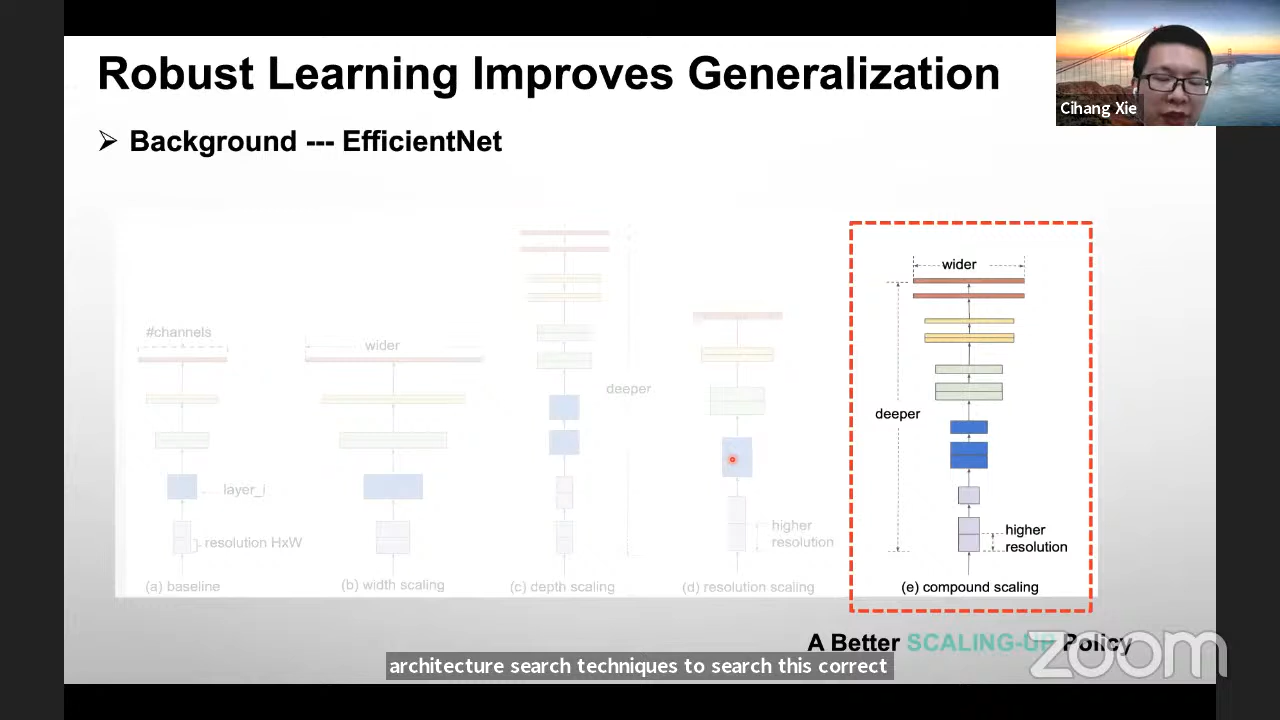 Robust Learning Improves Generalization
Cihang Xie
➢ Background --- EfficientNet
#channels
layer_i
resolution HxW
(a) baseline
wider
(b) width scaling
deeper
(c) depth scaling
higher
resolution
(d) resolution scaling
wider
deeper
higher
resolution
(e) compound scaling
A Better SCALING-UP Policy
zoom
architecture search techniques to search this correct